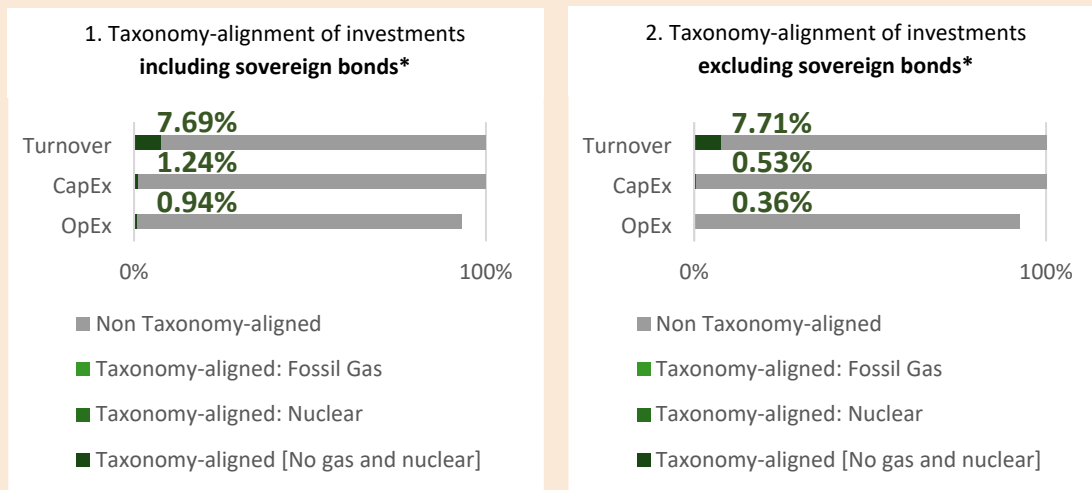 1. Taxonomy-alignment of investments
including sovereign bonds*
7.69%
Turnover
1.24%
CapEx
0.94%
OpEx
0%
100%
Non Taxonomy-aligned
Taxonomy-aligned: Fossil Gas
Taxonomy-aligned: Nuclear
Taxonomy-aligned [No gas and nuclear]
2. Taxonomy-alignment of investments
excluding sovereign bonds*
7.71%
Turnover
0.53%
CapEx
0.36%
OpEx
0%
100%
Non Taxonomy-aligned
Taxonomy-aligned: Fossil Gas
Taxonomy-aligned: Nuclear
Taxonomy-aligned [No gas and nuclear]